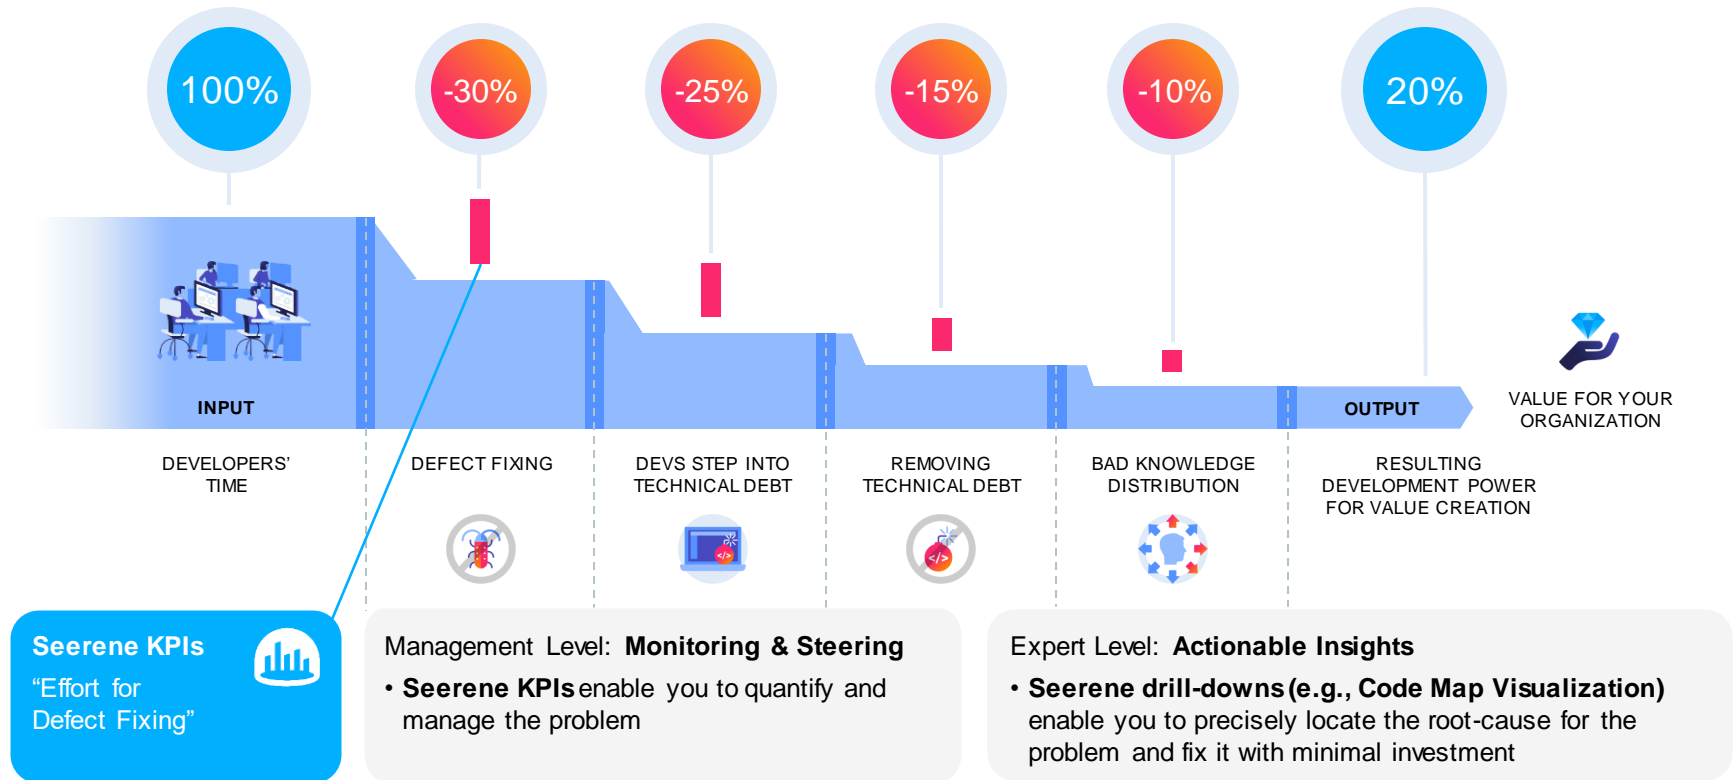 100%
-30%
-25%
-15%
-10%
20%
INPUT
OUTPUT
VALUE FOR YOUR
ORGANIZATION
DEVELOPERS’
TIME
DEFECT FIXING
DEVS STEP INTO
TECHNICAL DEBT
REMOVING
TECHNICAL DEBT
BAD KNOWLEDGE
DISTRIBUTION
RESULTING
DEVELOPMENT POWER
FOR VALUE CREATION
</>
</>
Seerene KPIs
“Effort for
Defect Fixing”
Management Level: Monitoring & Steering
• Seerene KPIs enable you to quantify and
manage the problem
Expert Level: Actionable Insights
• Seerene drill-downs (e.g., Code Map Visualization)
enable you to precisely locate the root-cause for the
problem and fix it with minimal investment